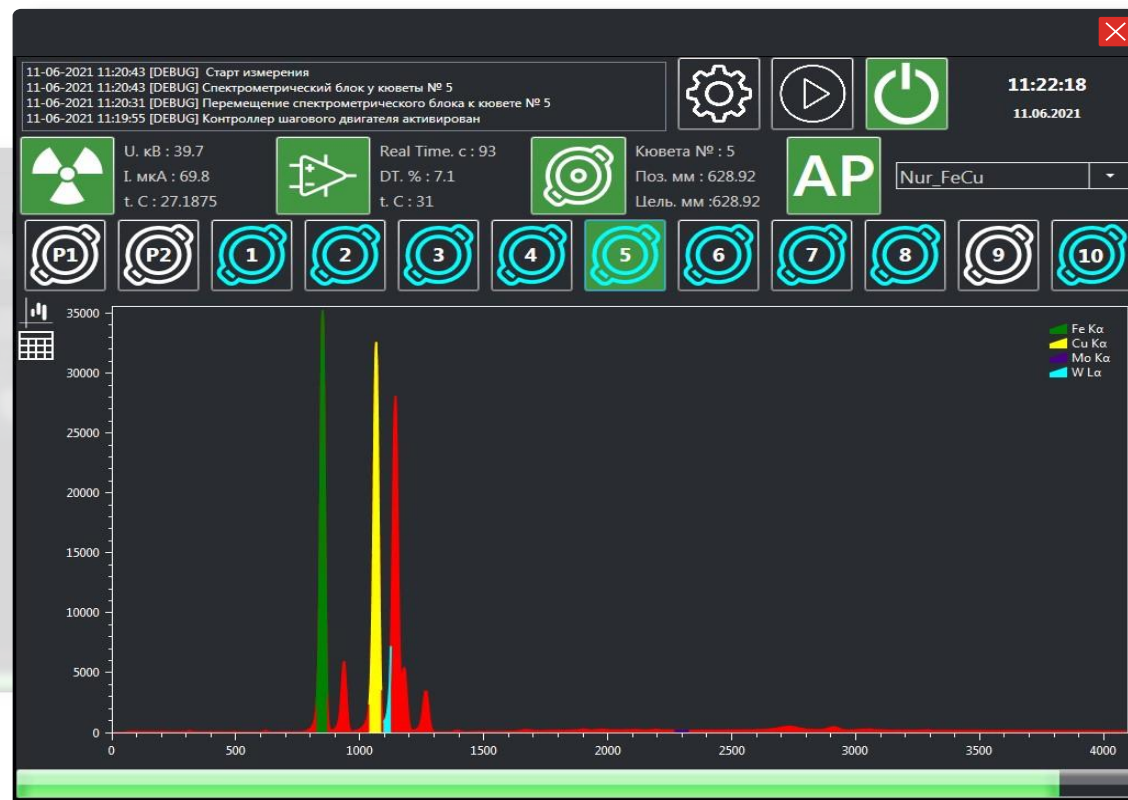 11-06-2021 11:20:43 [DEBUG] Старт измерения
11-06-2021 11:20:43 [DEBUG] Спектрометрический блок у кюветы № 5
11-06-2021 11:20:31 [DEBUG] Перемещение спектрометрического блока к кювете № 5
11-06-2021 11:19:55 [DEBUG] Контроллер шагового двигателя активирован
11:22:18
11.06.2021
U. кВ : 39.7
I. мкА : 69.8
t. C : 27.1875
Real Time. c : 93
DT. % : 7.1
t. C : 31
Кювета № : 5
Поз. мм : 628.92
Цель. мм :628.92
AP
Nur_FeCu
P1 P2 1 2 3 4 5 6 7 8 9 10
35000
30000
25000
20000
15000
10000
5000
0
Fe Kα
Cu Kα
Mo Kα
W Lα
0 500 1000 1500 2000 2500 3000 3500 4000